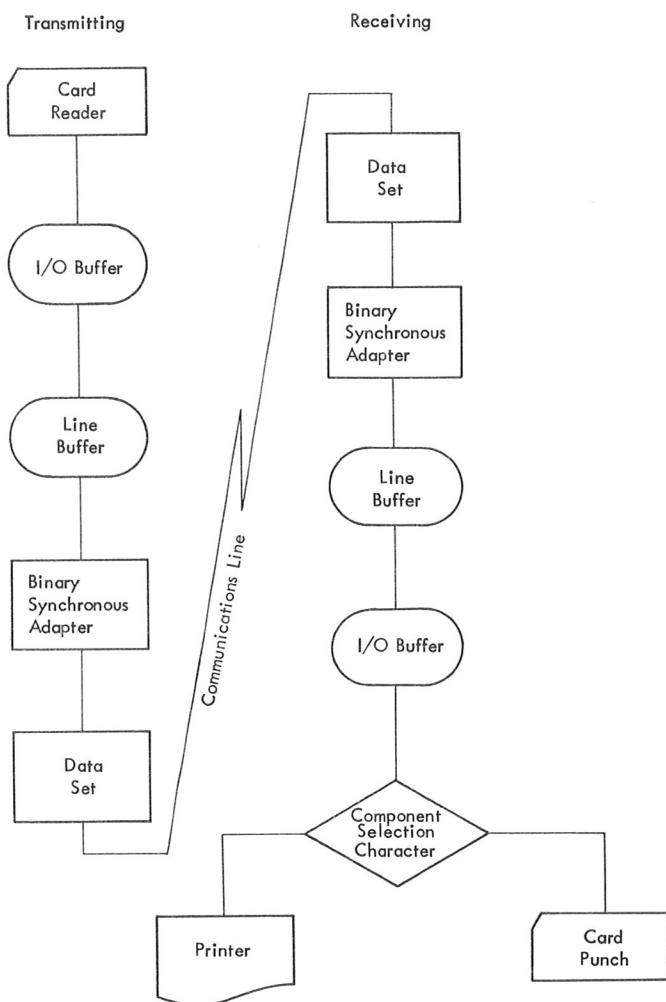 Transmitting
Card
Reader
I/O Buffer
Line
Buffer
Binary
Synchronous
Adapter
Data
Set
Communications Line
Receiving
Data
Set
Binary
Synchronous
Adapter
Line
Buffer
I/O Buffer
Component
Selection
Character
Printer
Card
Punch